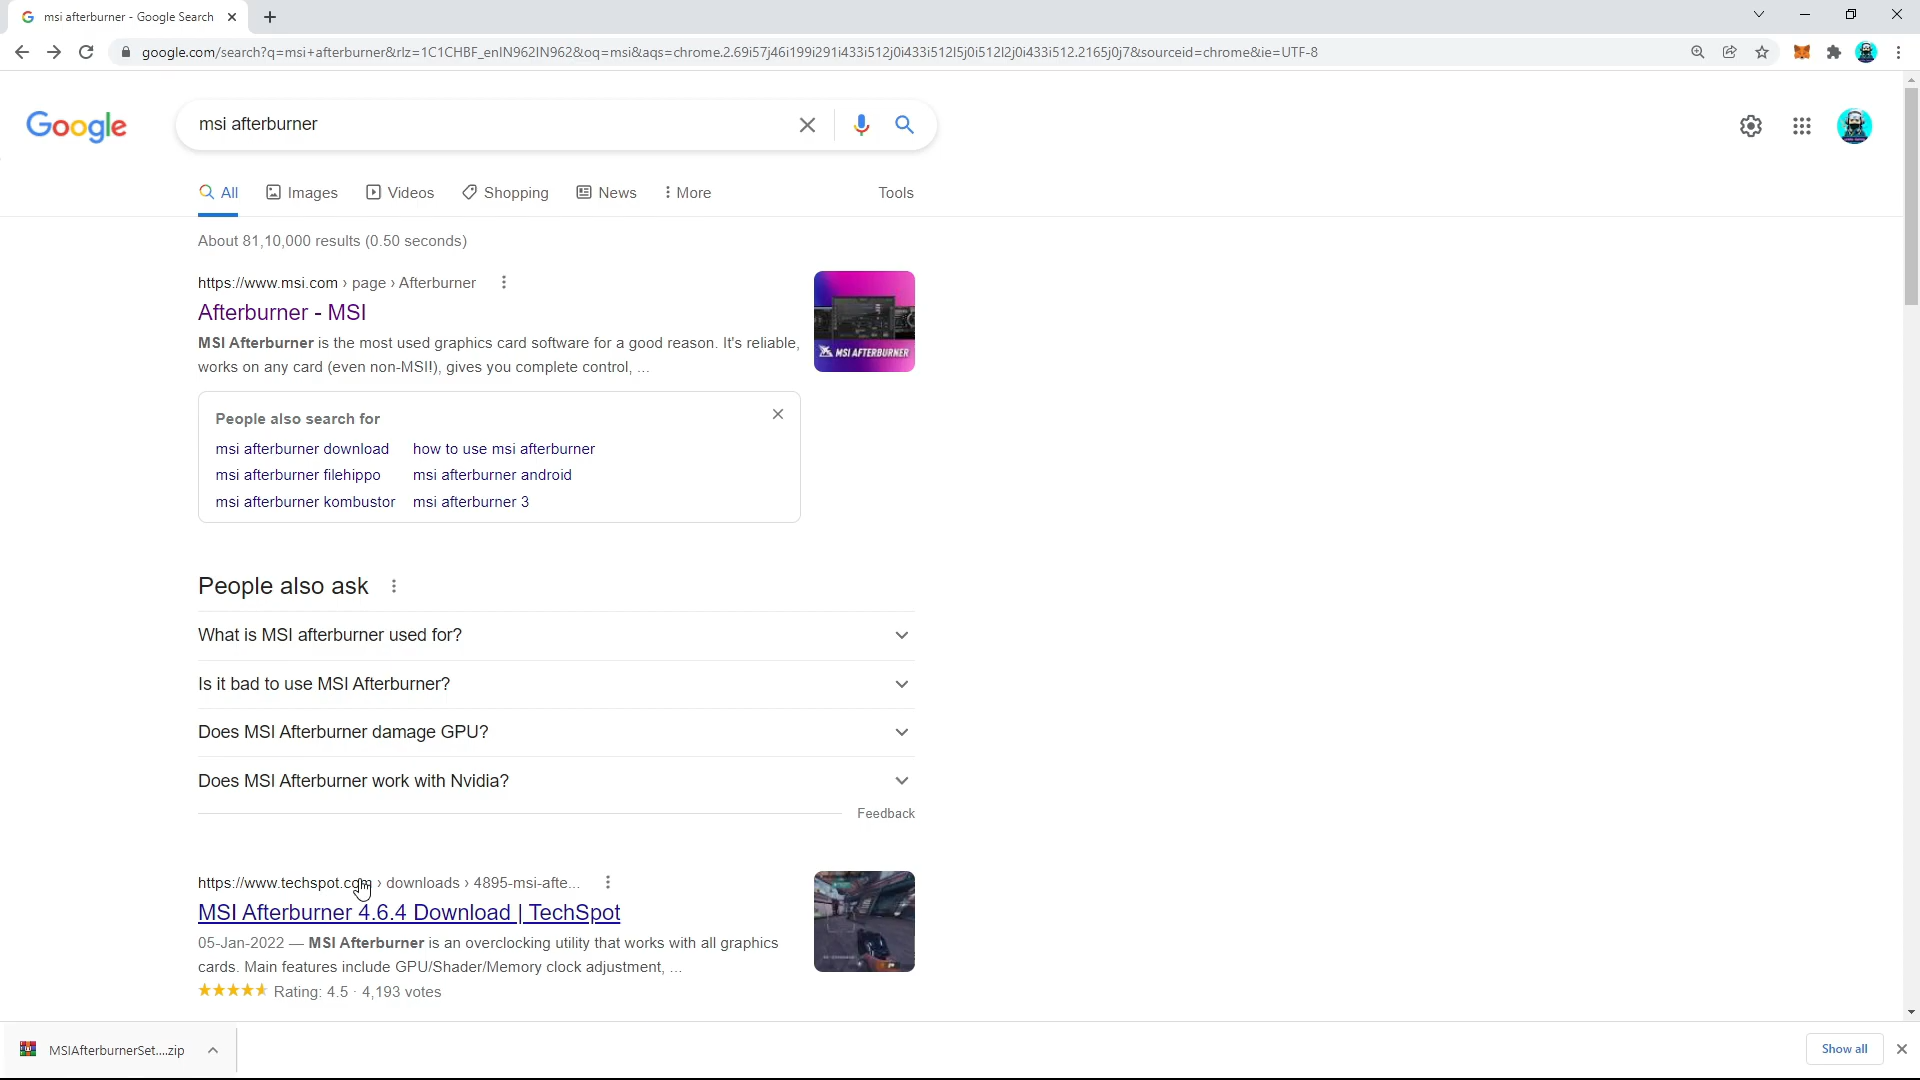 msi afterburner - Google Search
google.com/search?q=msi+afterburner&rlz=1C1CHBF_enIN962IN962&oq=msi&aqs=chrome.2.69i57j46i199i291i433i512j0i433i512l5j0i512l2j0i433i512.2165j0j7&sourceid=chrome&ie=UTF-8
Google
msi afterburner
All Images Videos Shopping News More Tools
About 81,10,000 results (0.50 seconds)
https://www.msi.com › page › Afterburner
Afterburner - MSI
MSI Afterburner is the most used graphics card software for a good reason. It's reliable,
works on any card (even non-MSI!), gives you complete control, ...
MSI AFTERBURNER
People also search for
msi afterburner download how to use msi afterburner
msi afterburner filehippo msi afterburner android
msi afterburner kombustor msi afterburner 3
People also ask
What is MSI afterburner used for?
Is it bad to use MSI Afterburner?
Does MSI Afterburner damage GPU?
Does MSI Afterburner work with Nvidia?
Feedback
https://www.techspot.com › downloads › 4895-msi-afte...
MSI Afterburner 4.6.4 Download | TechSpot
05-Jan-2022 — MSI Afterburner is an overclocking utility that works with all graphics
cards. Main features include GPU/Shader/Memory clock adjustment, ...
Rating: 4.5 · 4,193 votes
MSIAfterburnerSet....zip
Show all